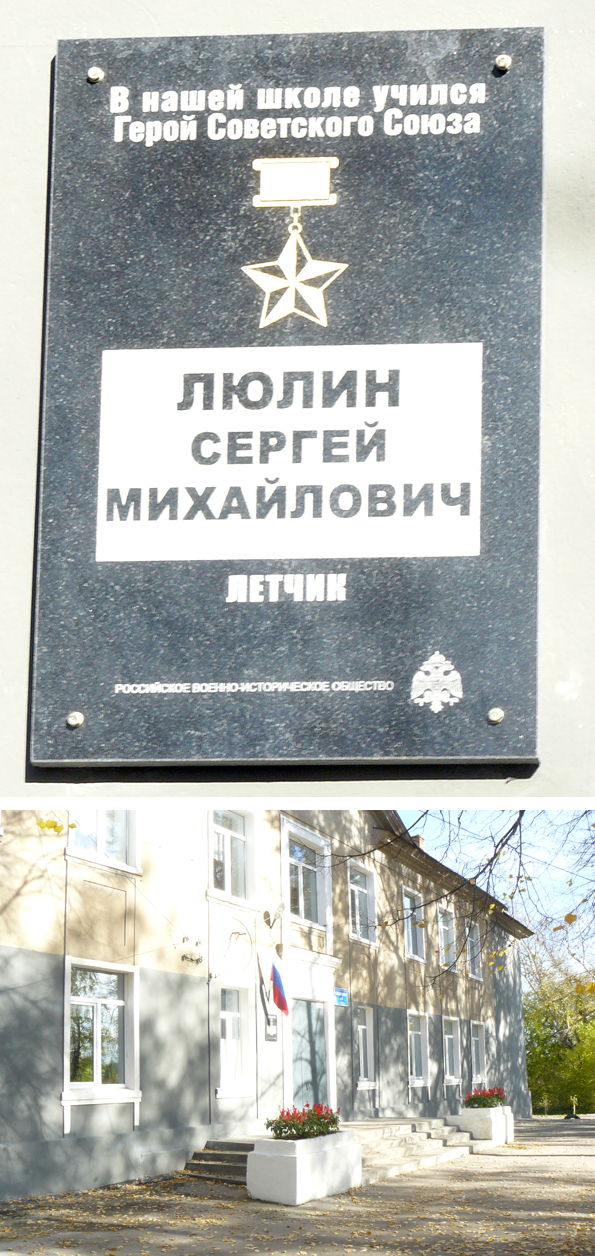 В нашей школе учился
Герой Советского Союза
ЛЮЛИН
СЕРГЕЙ
МИХАЙЛОВИЧ
ЛЕТЧИК
РОССИЙСКОЕ ВОЕННО-ИСТОРИЧЕСКОЕ ОБЩЕСТВО